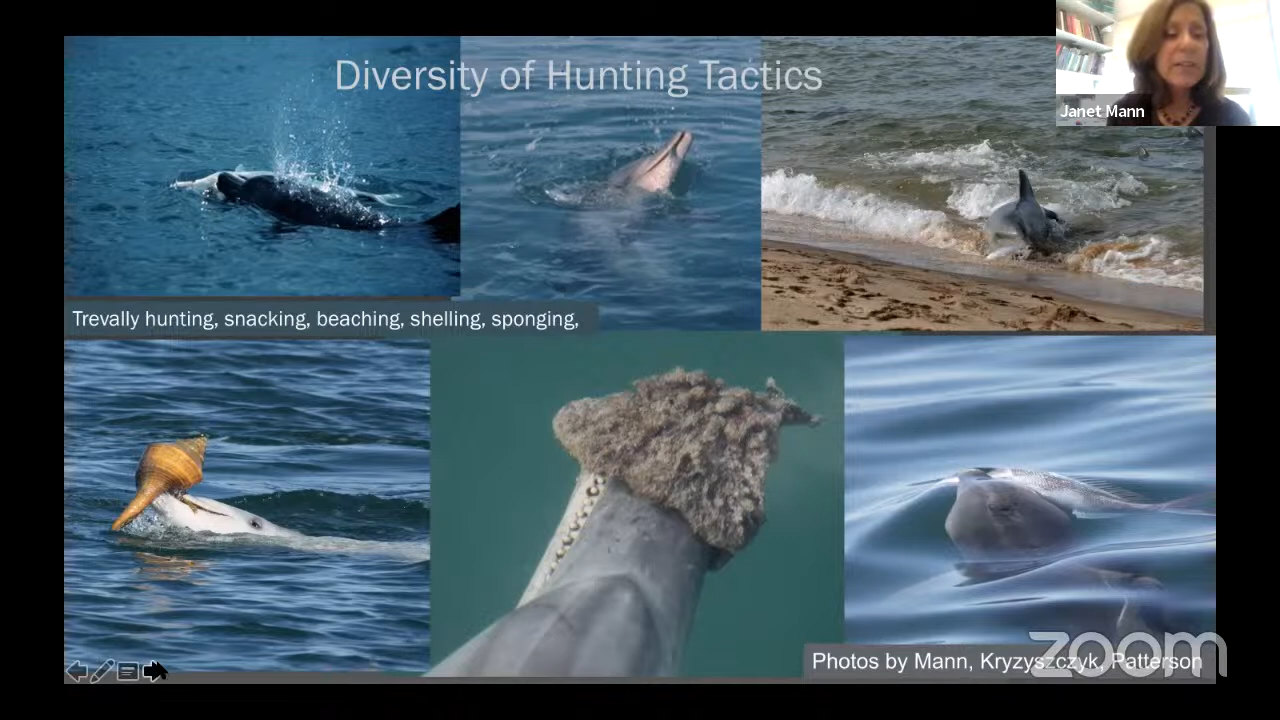 Diversity of Hunting Tactics
Janet Mann
Trevally hunting, snacking, beaching, shelling, sponging,
Photos by Mann, Kryzyszczyk, Patterson
zoom